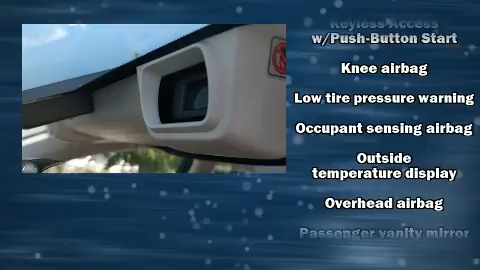 Keyless Access
w/Push-Button Start
Knee airbag
Low tire pressure warning
Occupant sensing airbag
Outside
temperature display
Overhead airbag
Passenger vanity mirror